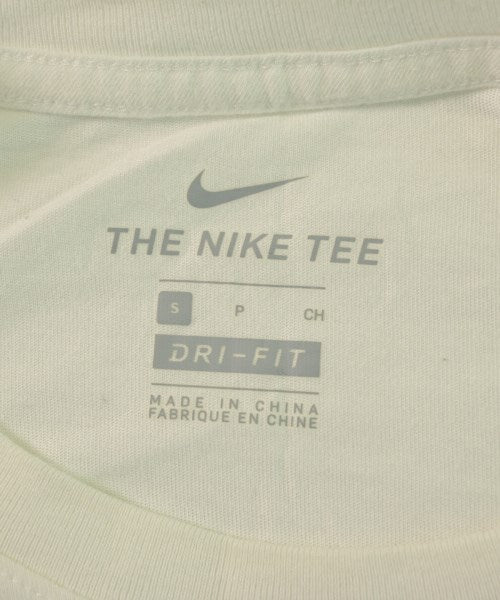 THE NIKE TEE
S P CH
DRI-FIT
MADE IN CHINA
FABRIQUE EN CHINE